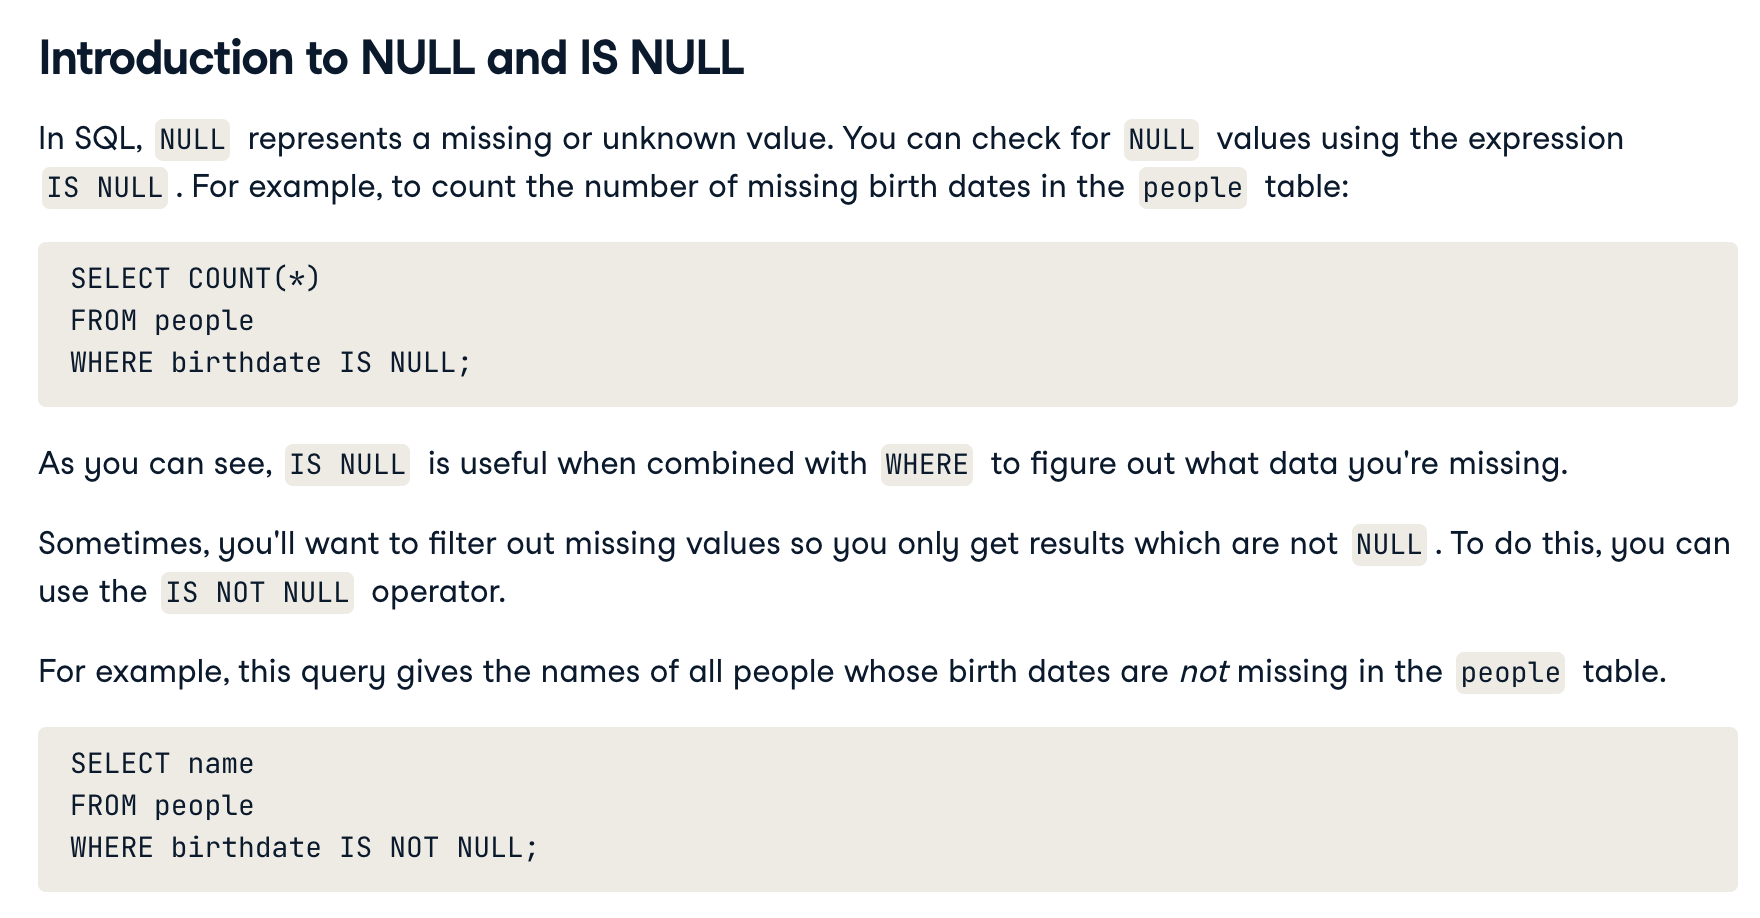 Introduction to NULL and IS NULL
In SQL, NULL represents a missing or unknown value. You can check for NULL values using the expression
IS NULL . For example, to count the number of missing birth dates in the people table:
SELECT COUNT(*)
FROM people
WHERE birthdate IS NULL;
As you can see, IS NULL is useful when combined with WHERE to figure out what data you're missing.
Sometimes, you'll want to filter out missing values so you only get results which are not NULL . To do this, you can
use the IS NOT NULL operator.
For example, this query gives the names of all people whose birth dates are not missing in the people table.
SELECT name
FROM people
WHERE birthdate IS NOT NULL;